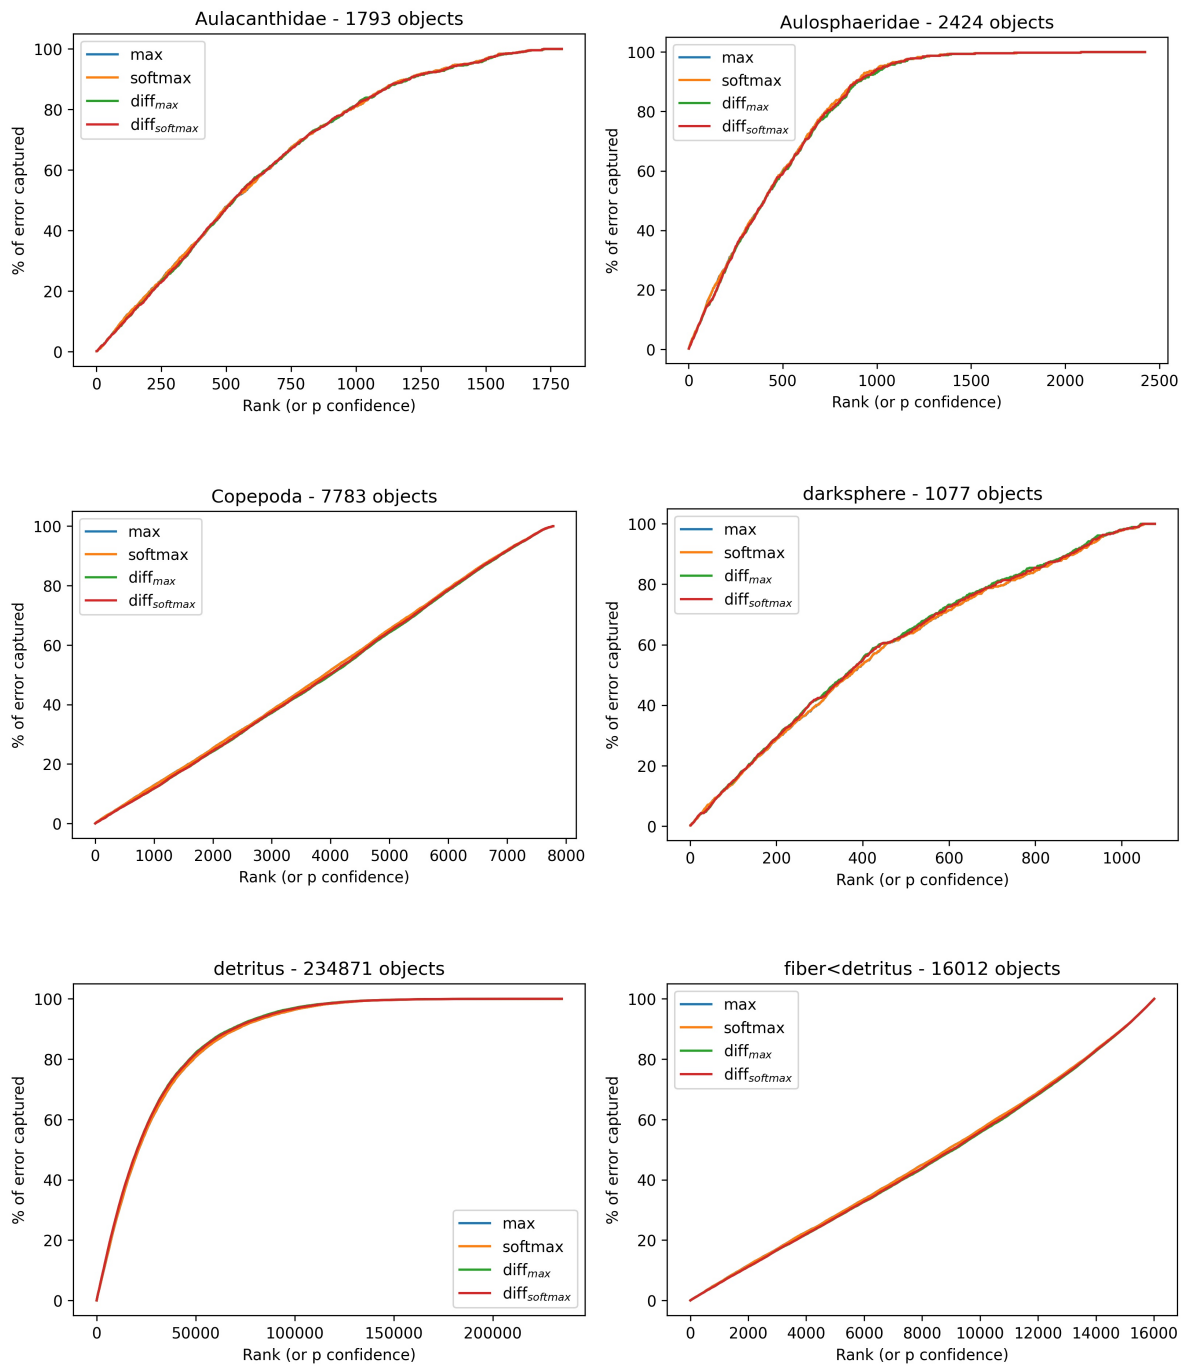 Aulacanthidae - 1793 objects
100
80
60
40
20
0
% of error captured
max
softmax
diffmax
diffsoftmax
0 250 500 750 1000 1250 1500 1750
Rank (or p confidence)
Aulosphaeridae - 2424 objects
100
80
60
40
20
0
% of error captured
max
softmax
diffmax
diffsoftmax
0 500 1000 1500 2000 2500
Rank (or p confidence)
Copepoda - 7783 objects
100
80
60
40
20
0
% of error captured
max
softmax
diffmax
diffsoftmax
0 1000 2000 3000 4000 5000 6000 7000 8000
Rank (or p confidence)
darksphere - 1077 objects
100
80
60
40
20
0
% of error captured
max
softmax
diffmax
diffsoftmax
0 200 400 600 800 1000
Rank (or p confidence)
detritus - 234871 objects
100
80
60
40
20
0
% of error captured
max
softmax
diffmax
diffsoftmax
0 50000 100000 150000 200000
Rank (or p confidence)
fiber<detritus - 16012 objects
100
80
60
40
20
0
% of error captured
max
softmax
diffmax
diffsoftmax
0 2000 4000 6000 8000 10000 12000 14000 16000
Rank (or p confidence)